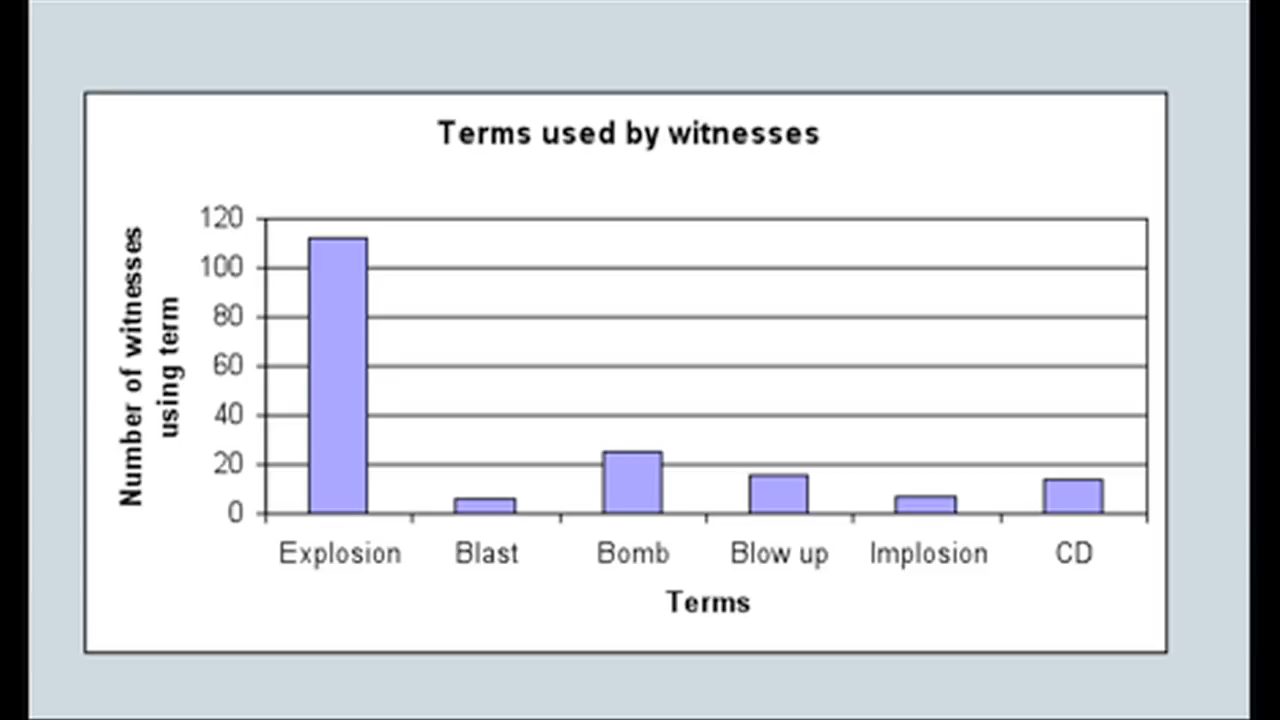 Terms used by witnesses
Number of witnesses
using term
120
100
80
60
40
20
0
Explosion Blast Bomb Blow up Implosion CD
Terms